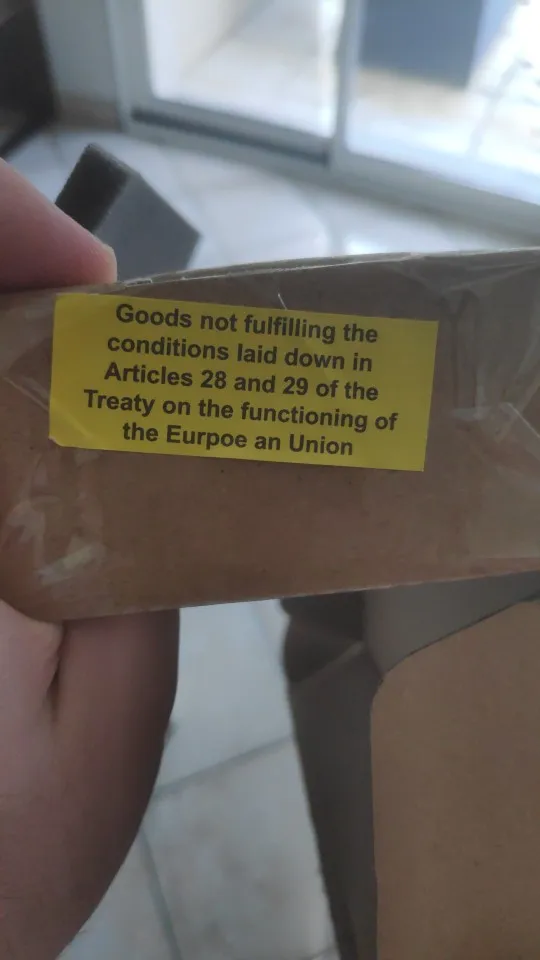 Goods not fulfilling the
conditions laid down in
Articles 28 and 29 of the
Treaty on the functioning of
the Eurpoe an Union